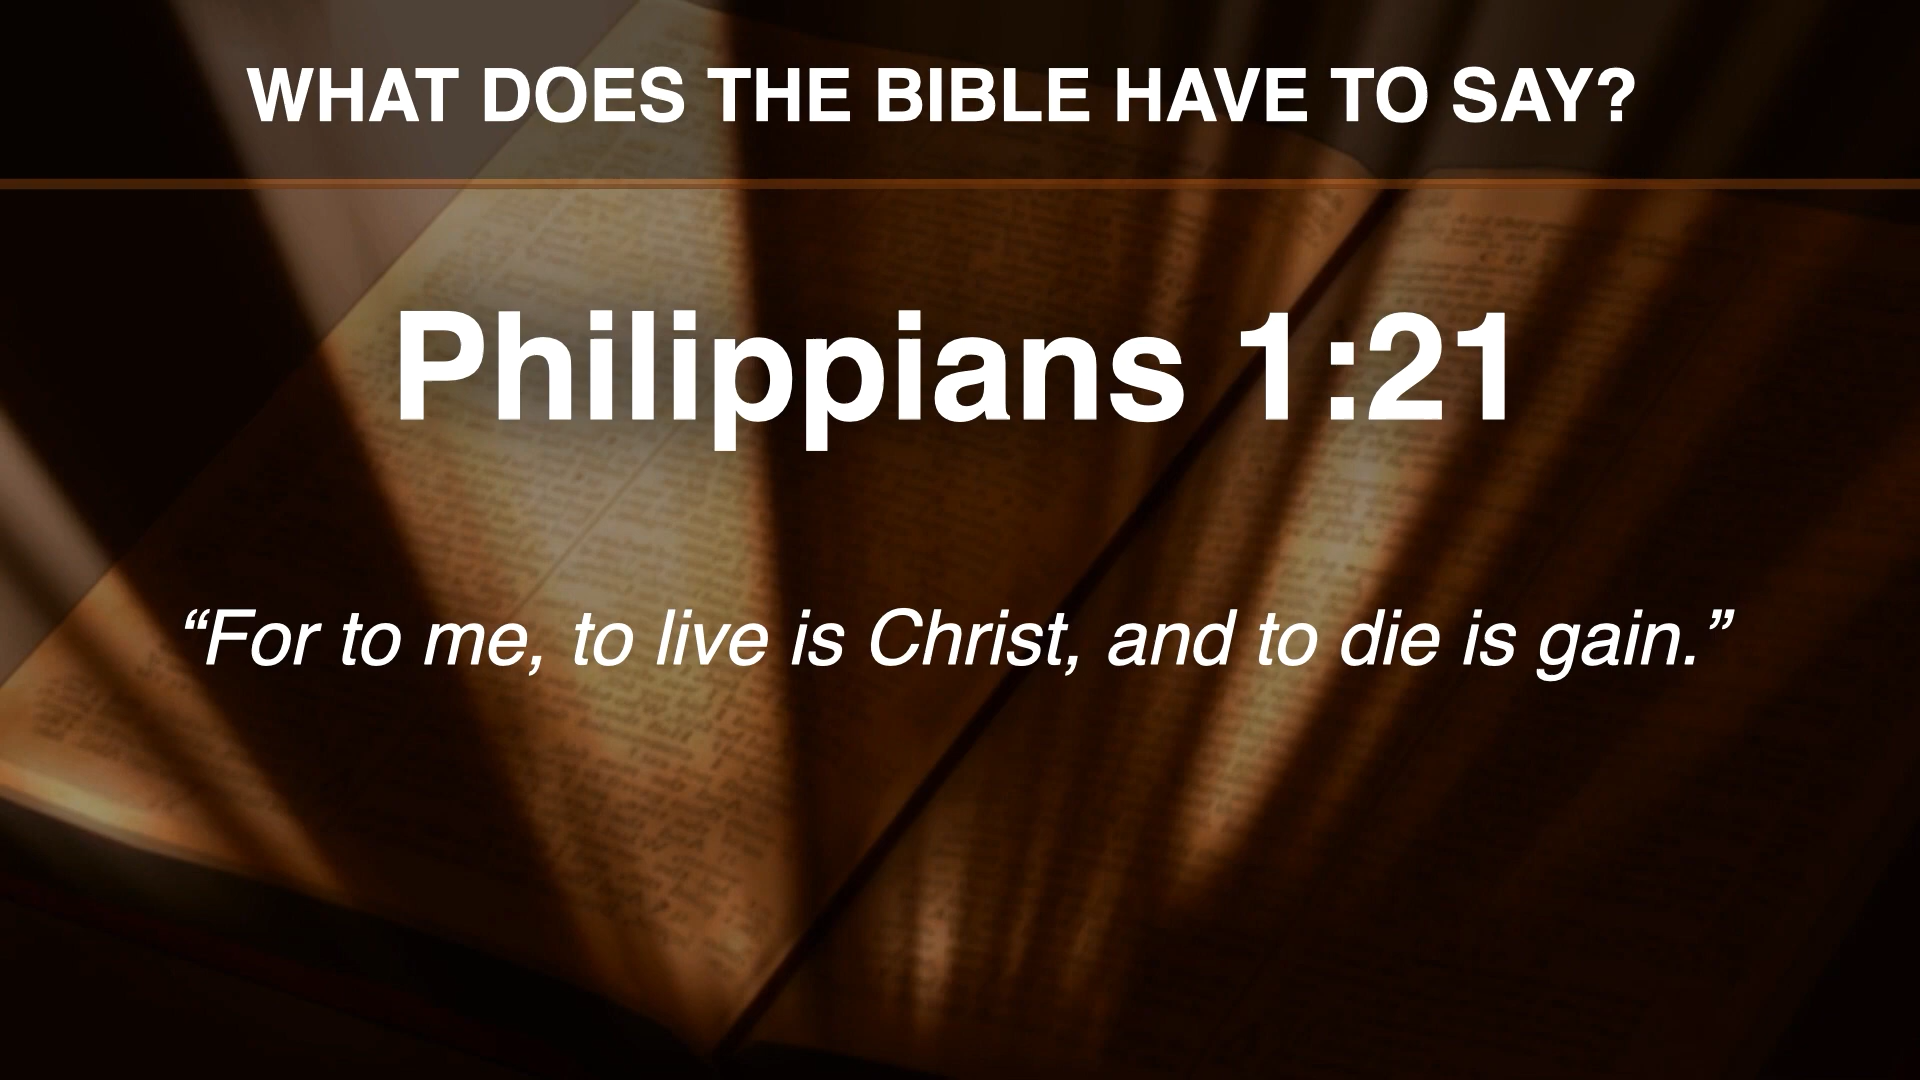 WHAT DOES THE BIBLE HAVE TO SAY?
Philippians 1:21
“For to me, to live is Christ, and to die is gain.”